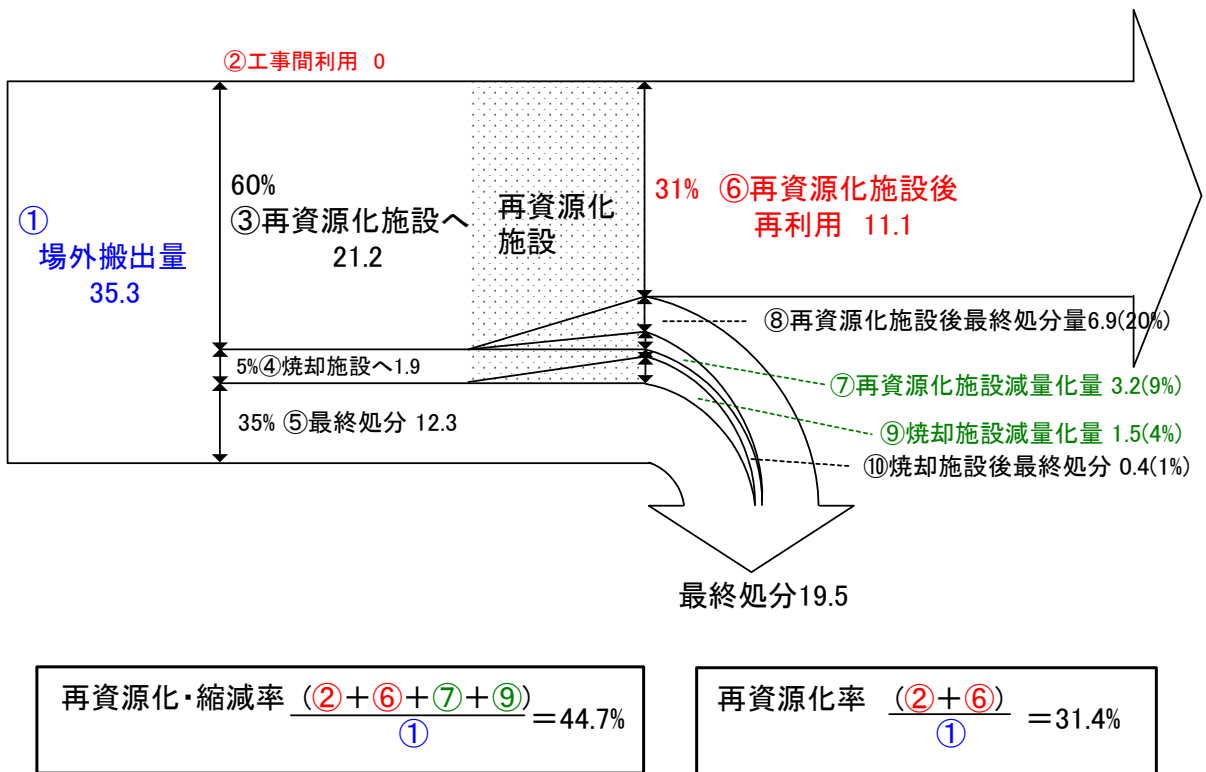 ②工事間利用 0
①
場外搬出量
35.3
60%
③再資源化施設へ
21.2
再資源化
施設
31% ⑥再資源化施設後
再利用 11.1
⑧再資源化施設後最終処分量6.9(20%)
5%④焼却施設へ1.9
⑦再資源化施設減量化量 3.2(9%)
35% ⑤最終処分 12.3
⑨焼却施設減量化量 1.5(4%)
⑩焼却施設後最終処分 0.4(1%)
最終処分19.5
再資源化・縮減率 (②+⑥+⑦+⑨)
①
=44.7%
再資源化率 (②+⑥)
①
=31.4%